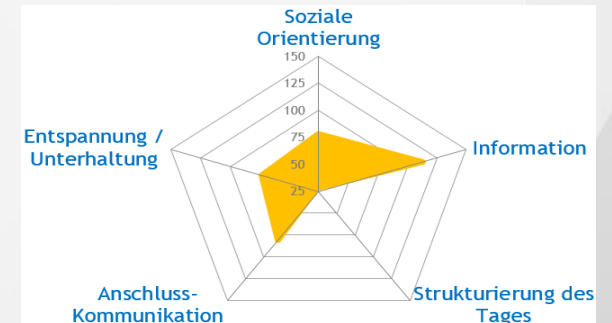 Soziale
Orientierung
150
125
100
75
50
25
Entspannung /
Unterhaltung
Information
Anschluss-
Kommunikation
Strukturierung des
Tages